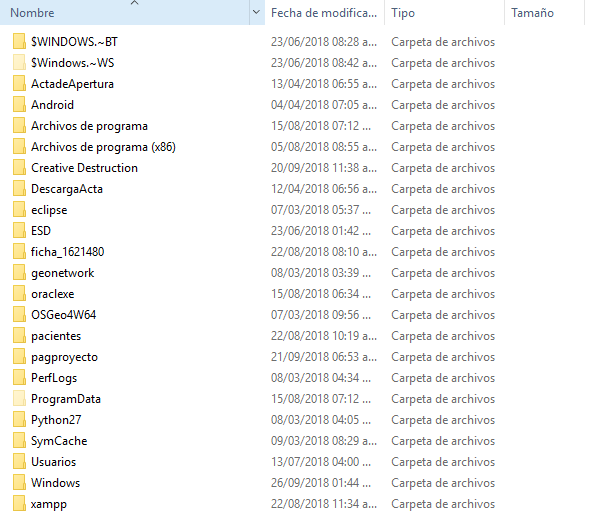 Nombre Fecha de modifica... Tipo Tamaño
$WINDOWS.~BT 23/06/2018 08:28 a... Carpeta de archivos
$Windows.~WS 23/06/2018 08:42 a... Carpeta de archivos
ActadeApertura 13/04/2018 06:55 a... Carpeta de archivos
Android 04/04/2018 07:05 a... Carpeta de archivos
Archivos de programa 15/08/2018 07:12 ... Carpeta de archivos
Archivos de programa (x86) 05/08/2018 08:55 a... Carpeta de archivos
Creative Destruction 20/09/2018 11:38 a... Carpeta de archivos
DescargaActa 12/04/2018 06:56 a... Carpeta de archivos
eclipse 07/03/2018 05:37 ... Carpeta de archivos
ESD 23/06/2018 01:42 ... Carpeta de archivos
ficha_1621480 22/08/2018 08:10 a... Carpeta de archivos
geonetwork 08/03/2018 03:39 ... Carpeta de archivos
oraclexe 15/08/2018 06:34 ... Carpeta de archivos
OSGeo4W64 07/03/2018 09:56 ... Carpeta de archivos
pacientes 22/08/2018 10:19 a... Carpeta de archivos
pagproyecto 21/09/2018 06:53 a... Carpeta de archivos
PerfLogs 08/03/2018 04:34 ... Carpeta de archivos
ProgramData 15/08/2018 07:12 ... Carpeta de archivos
Python27 08/03/2018 04:05 ... Carpeta de archivos
SymCache 09/03/2018 08:29 a... Carpeta de archivos
Usuarios 13/07/2018 04:00 ... Carpeta de archivos
Windows 26/09/2018 01:44 ... Carpeta de archivos
xampp 22/08/2018 11:34 a... Carpeta de archivos